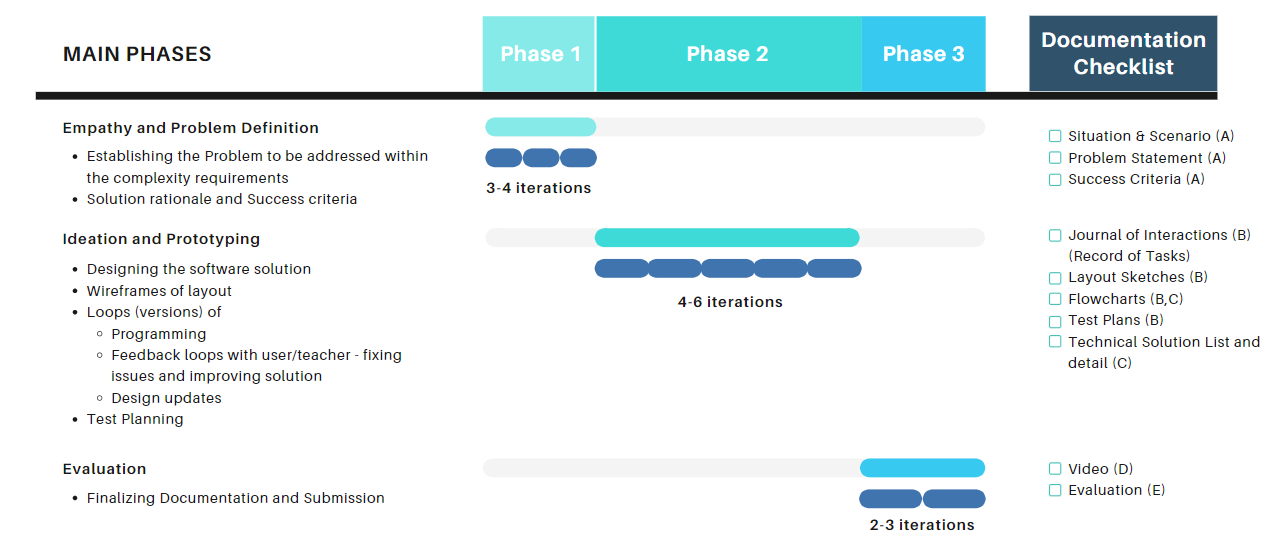 MAIN PHASES
Phase 1
Phase 2
Phase 3
Documentation
Checklist
Empathy and Problem Definition
Establishing the Problem to be addressed within
the complexity requirements
Solution rationale and Success criteria
3-4 iterations
Situation & Scenario (A)
Problem Statement (A)
Success Criteria (A)
Ideation and Prototyping
Designing the software solution
Wireframes of layout
Loops (versions) of
Programming
Feedback loops with user/teacher - fixing
issues and improving solution
Design updates
Test Planning
4-6 iterations
Journal of Interactions (B)
(Record of Tasks)
Layout Sketches (B)
Flowcharts (B,C)
Test Plans (B)
Technical Solution List and
detail (C)
Evaluation
Finalizing Documentation and Submission
2-3 iterations
Video (D)
Evaluation (E)